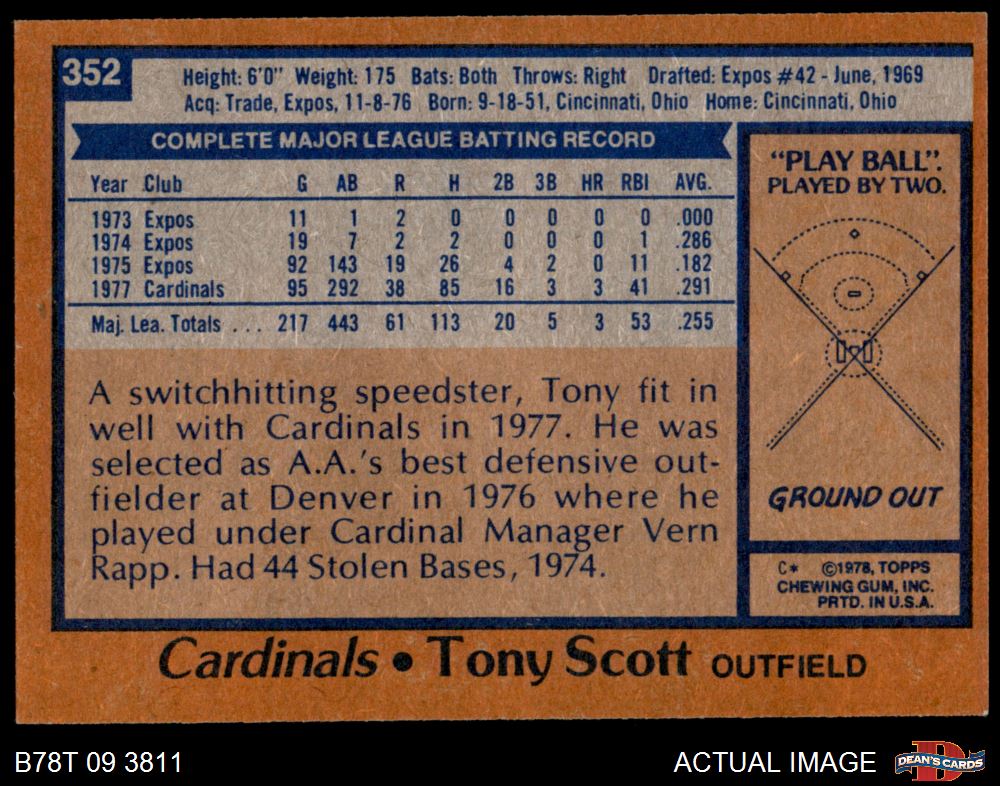 352
Height: 6'0" Weight: 175 Bats: Both Throws: Right Drafted: Expos #42 - June, 1969
Acq: Trade, Expos, 11-8-76 Born: 9-18-51, Cincinnati, Ohio Home: Cincinnati, Ohio
COMPLETE MAJOR LEAGUE BATTING RECORD
Year Club G AB R H 2B 3B HR RBI AVG.
1973 Expos 11 1 2 0 0 0 0 0 .000
1974 Expos 19 7 2 2 0 0 0 1 .286
1975 Expos 92 143 19 26 4 2 0 11 .182
1977 Cardinals 95 292 38 85 16 3 3 41 .291
Maj. Lea. Totals ... 217 443 61 113 20 5 3 53 .255
A switchhitting speedster, Tony fit in
well with Cardinals in 1977. He was
selected as A.A.'s best defensive out-
fielder at Denver in 1976 where he
played under Cardinal Manager Vern
Rapp. Had 44 Stolen Bases, 1974.
"PLAY BALL".
PLAYED BY TWO.
GROUND OUT
C* ©1978, TOPPS
CHEWING GUM, INC.
PRTD. IN U.S.A.
Cardinals • Tony Scott OUTFIELD
B78T 09 3811
ACTUAL IMAGE
D
DEAN'S CARDS